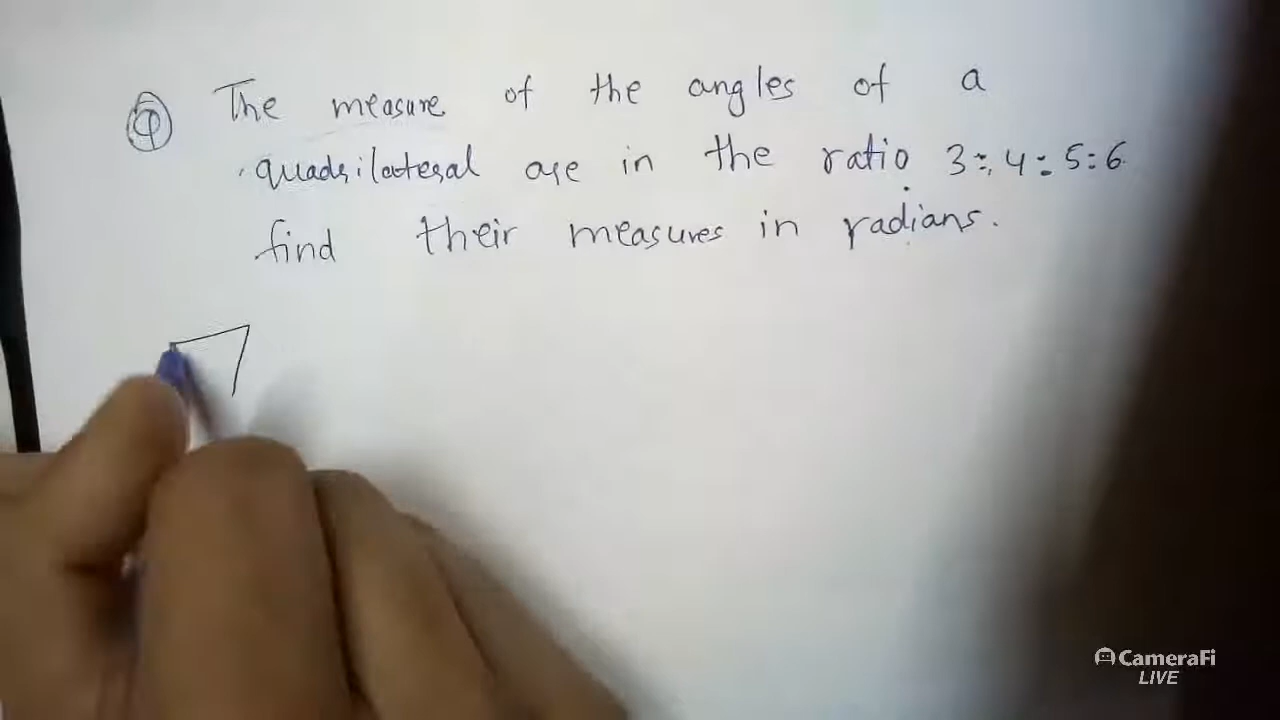 Q The measure of the angles of a
quadrilateral are in the ratio 3:4:5:6
find their measures in radians.
CameraFi
LIVE